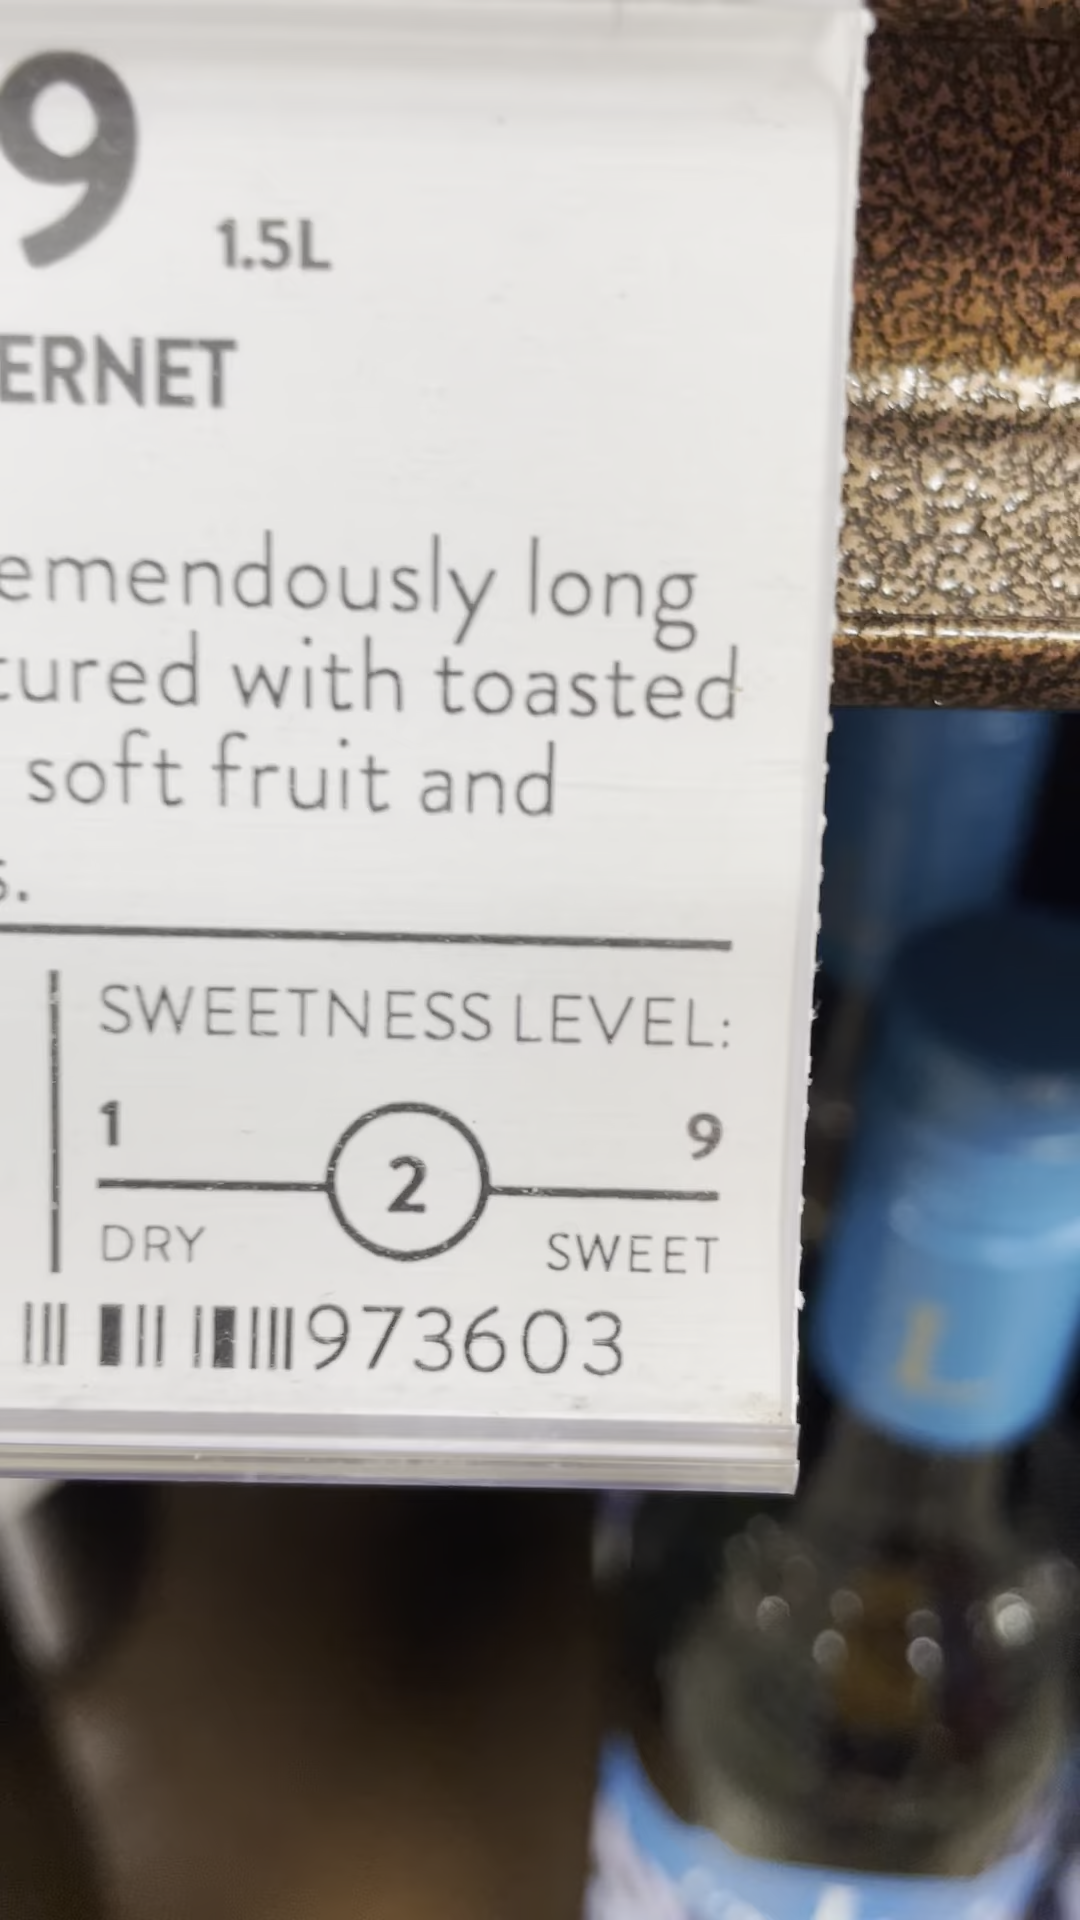 9 1.5L
ERNET
emendously long
tured with toasted
soft fruit and
s.
SWEETNESS LEVEL:
1 2 9
DRY SWEET
973603
L